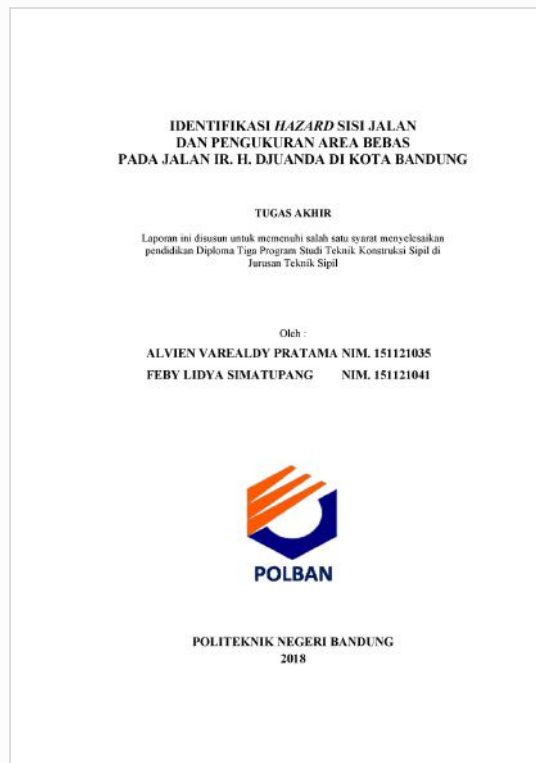 IDENTIFIKASI HAZARD SISI JALAN
DAN PENGUKURAN AREA BEBAS
PADA JALAN IR. H. DJUANDA DI KOTA BANDUNG
TUGAS AKHIR
Laporan ini disusun untuk memenuhi salah satu syarat menyelesaikan
pendidikan Diploma Tiga Program Studi Teknik Konstruksi Sipil di
Jurusan Teknik Sipil
Oleh :
ALVIEN VAREALDY PRATAMA NIM. 151121035
FEBY LIDYA SIMATUPANG NIM. 151121041
POLBAN
POLITEKNIK NEGERI BANDUNG
2018